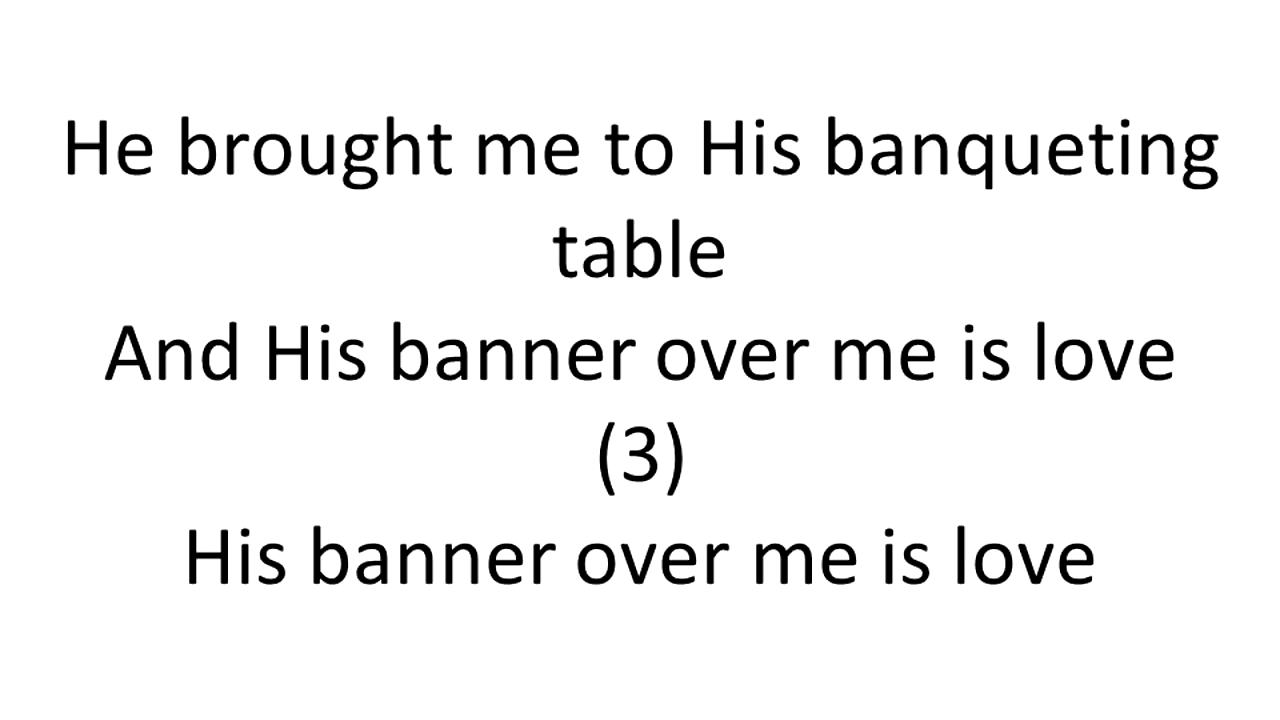 He brought me to His banqueting
table
And His banner over me is love
(3)
His banner over me is love